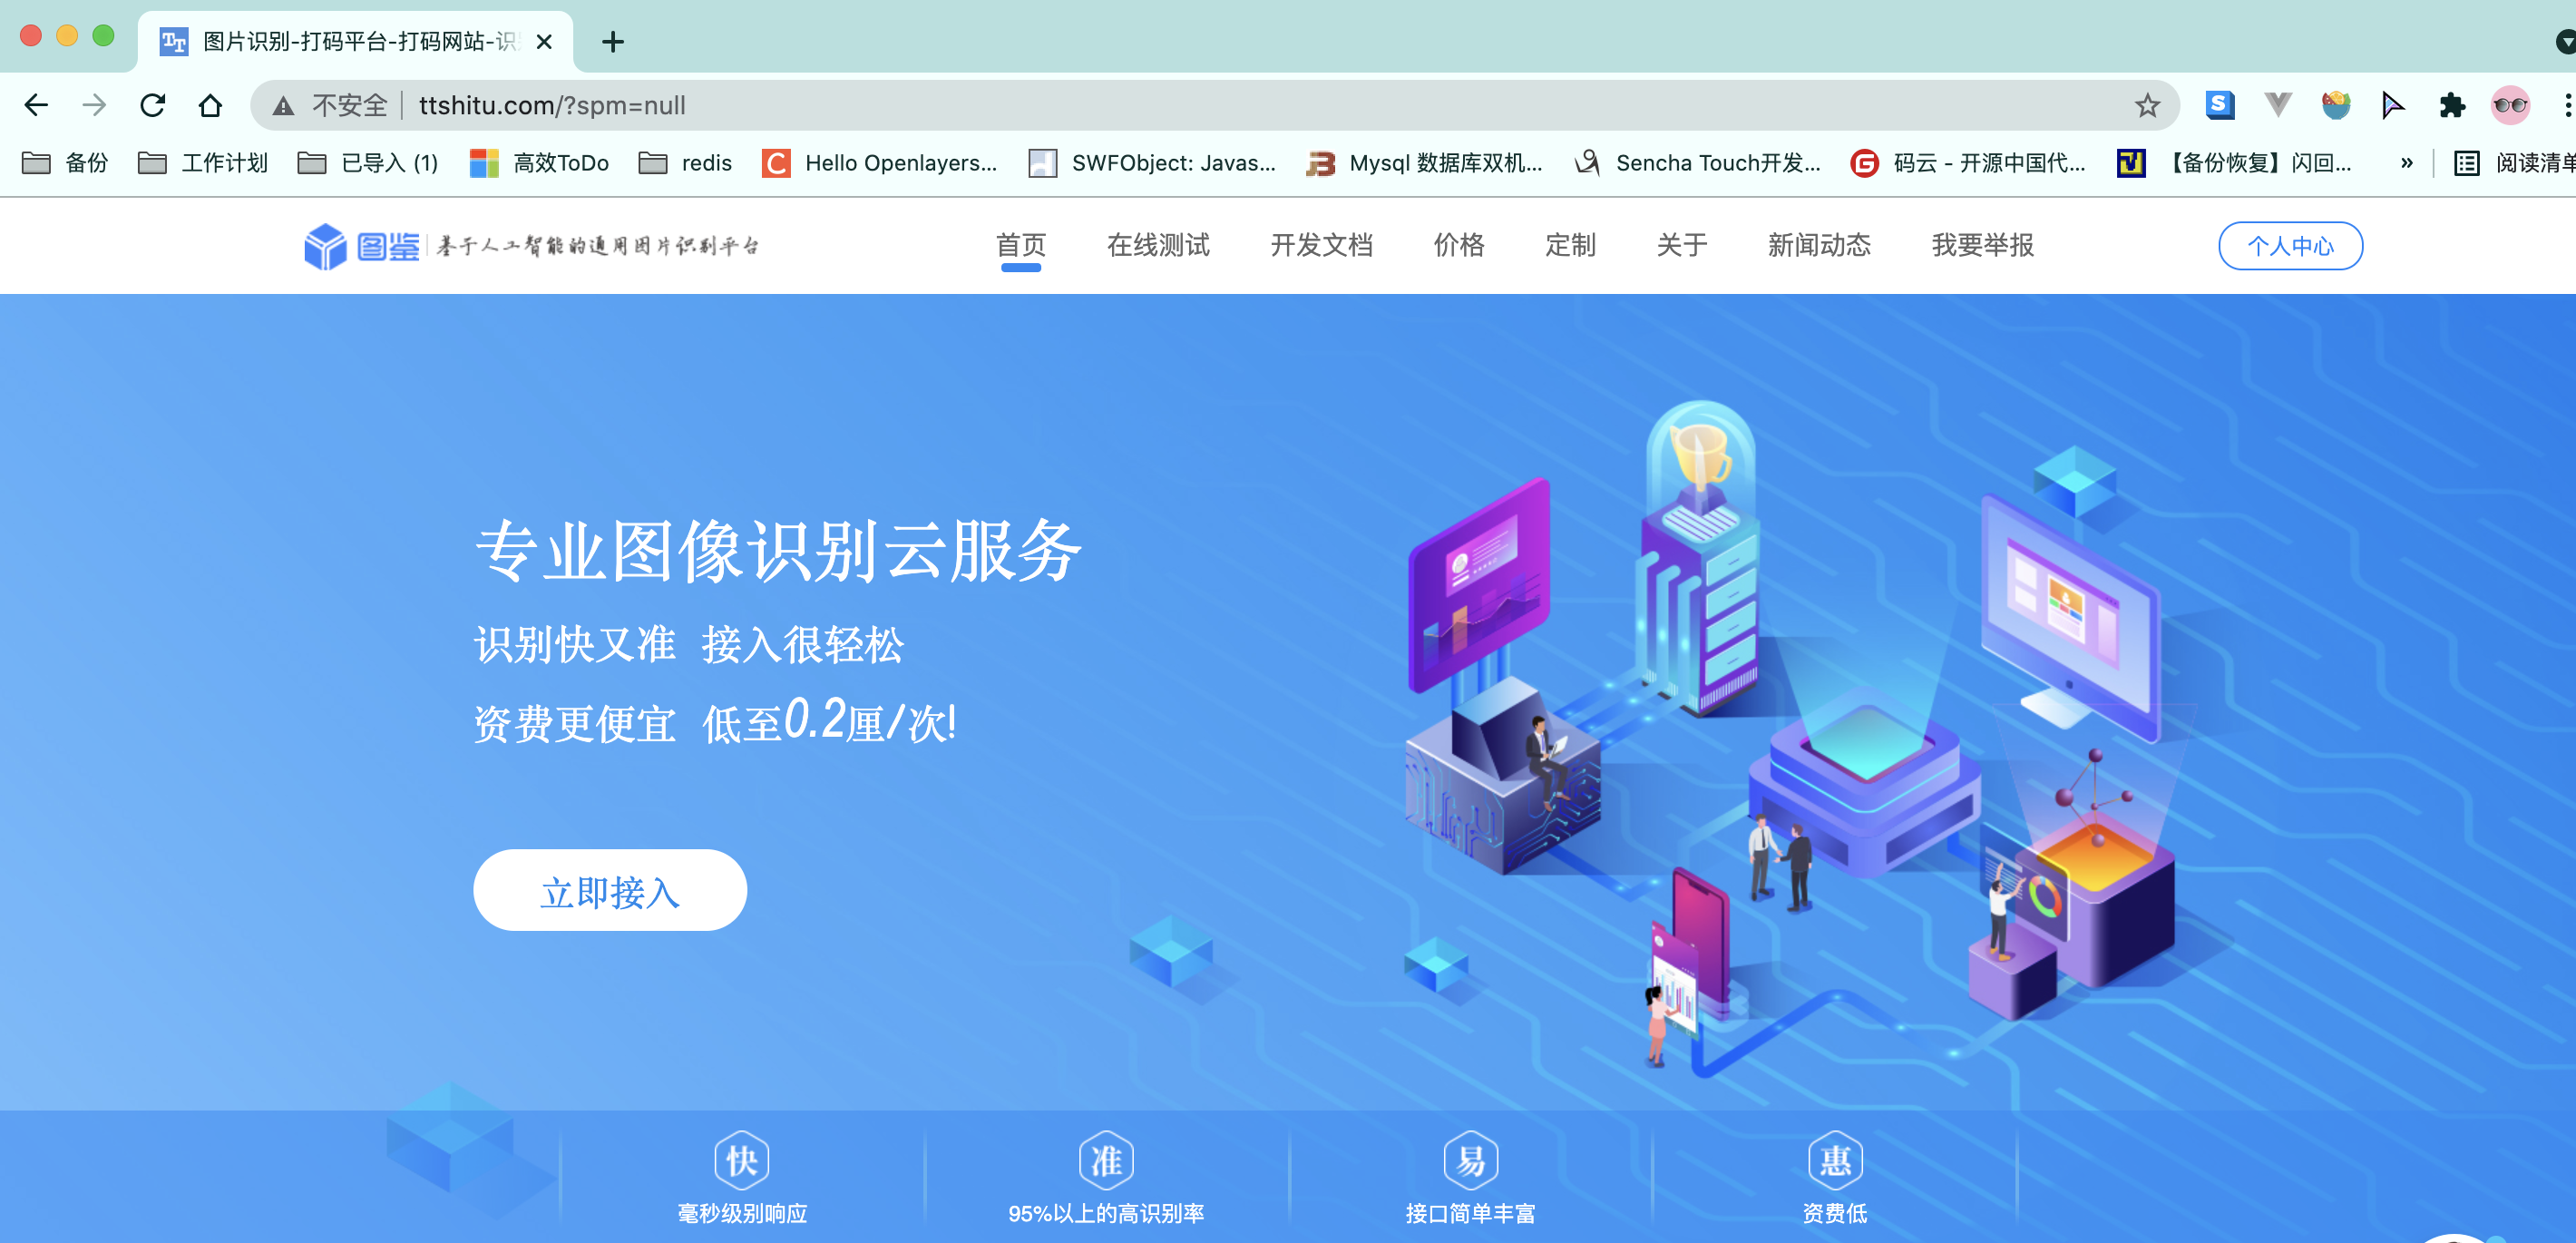 图片识别-打码平台-打码网站-识
不安全 ttshitu.com/?spm=null
备份 工作计划 已导入 (1) 高效ToDo redis Hello Openlayers... SWFObject: Javas... Mysql 数据库双机... Sencha Touch开发... 码云 - 开源中国代... 【备份恢复】闪回... » 阅读清单
图鉴 基于人工智能的通用图片识别平台 首页 在线测试 开发文档 价格 定制 关于 新闻动态 我要举报 个人中心
专业图像识别云服务
识别快又准 接入很轻松
资费更便宜 低至0.2厘/次!
立即接入
快 准 易 惠
毫秒级别响应 95%以上的高识别率 接口简单丰富 资费低